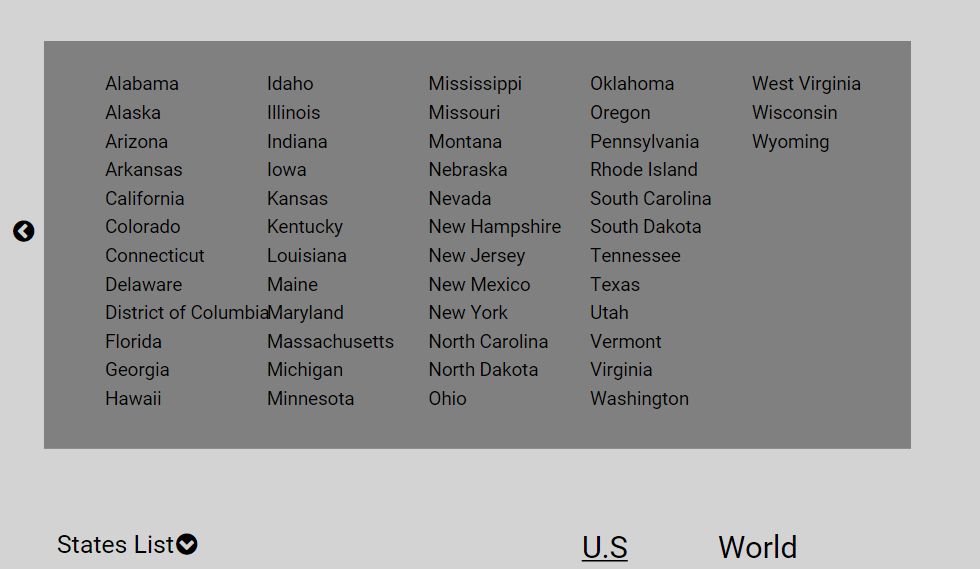 Alabama
Alaska
Arizona
Arkansas
California
Colorado
Connecticut
Delaware
District of Columbia
Florida
Georgia
Hawaii
Idaho
Illinois
Indiana
Iowa
Kansas
Kentucky
Louisiana
Maine
Maryland
Massachusetts
Michigan
Minnesota
Mississippi
Missouri
Montana
Nebraska
Nevada
New Hampshire
New Jersey
New Mexico
New York
North Carolina
North Dakota
Ohio
Oklahoma
Oregon
Pennsylvania
Rhode Island
South Carolina
South Dakota
Tennessee
Texas
Utah
Vermont
Virginia
Washington
West Virginia
Wisconsin
Wyoming
States List
U.S
World